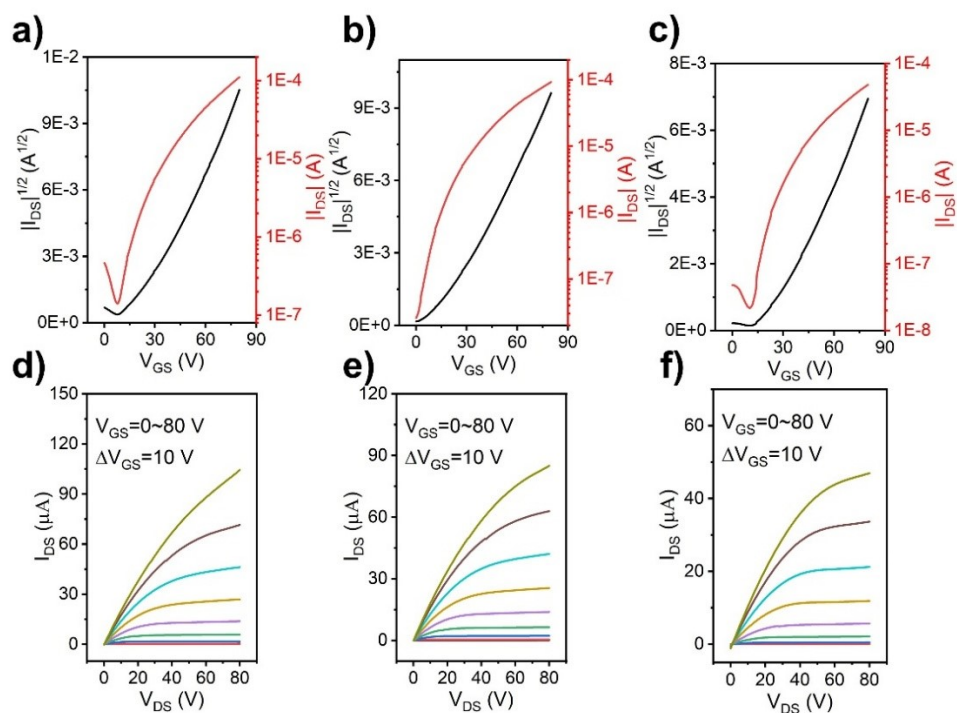 a)
1E-2
9E-3
6E-3
3E-3
0E+0
|I_DS|^1/2 (A^1/2)
1E-4
1E-5
1E-6
1E-7
|I_DS| (A)
0 30 60 90
V_GS (V)
b)
9E-3
6E-3
3E-3
0E+0
|I_DS|^1/2 (A^1/2)
1E-4
1E-5
1E-6
1E-7
|I_DS| (A)
0 30 60 90
V_GS (V)
c)
8E-3
6E-3
4E-3
2E-3
0E+0
|I_DS|^1/2 (A^1/2)
1E-4
1E-5
1E-6
1E-7
1E-8
|I_DS| (A)
0 30 60 90
V_GS (V)
d)
150
120
90
60
30
0
I_DS (μA)
V_GS=0~80 V
ΔV_GS=10 V
0 20 40 60 80
V_DS (V)
e)
120
90
60
30
0
I_DS (μA)
V_GS=0~80 V
ΔV_GS=10 V
0 20 40 60 80
V_DS (V)
f)
60
40
20
0
I_DS (μA)
V_GS=0~80 V
ΔV_GS=10 V
0 20 40 60 80
V_DS (V)